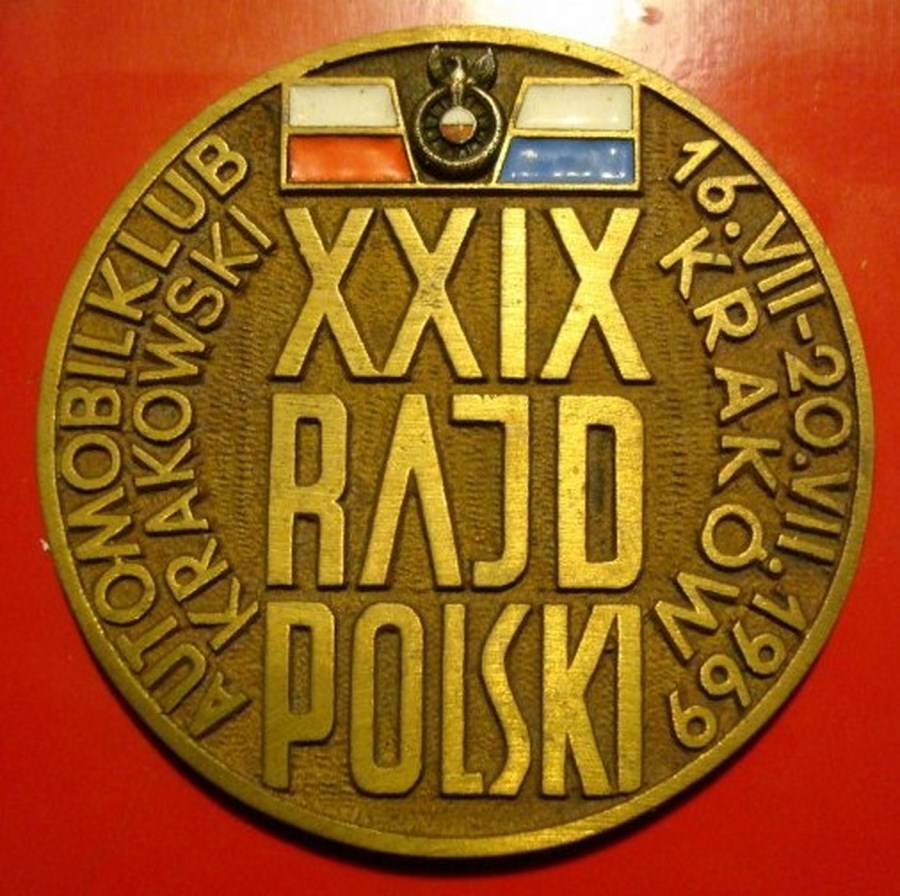 AUTOMOBILKLUB
KRAKOWSKI
XXIX
RAJD
POLSKI
16.VII-20.VII.1969
KRAKÓW